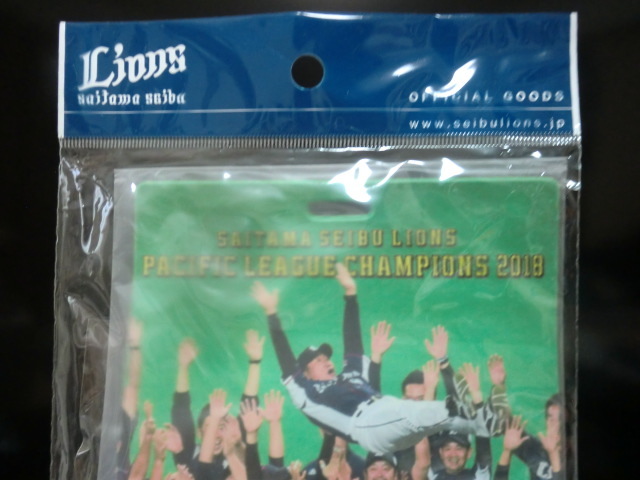 Lions
saitama seibu
OFFICIAL GOODS
www.seibulions.jp
SAITAMA SEIBU LIONS
PACIFIC LEAGUE CHAMPIONS 2018